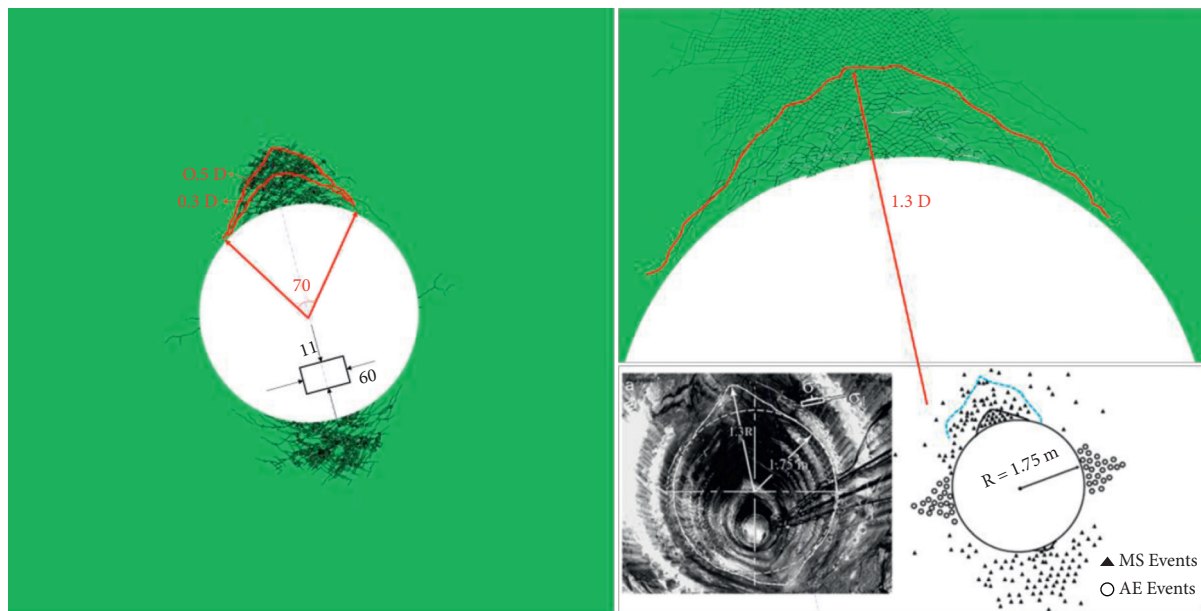 0.5 D
0.3 D
70
11
60
1.3 D
a
σ
1.3R
1.75 m
R = 1.75 m
MS Events
AE Events